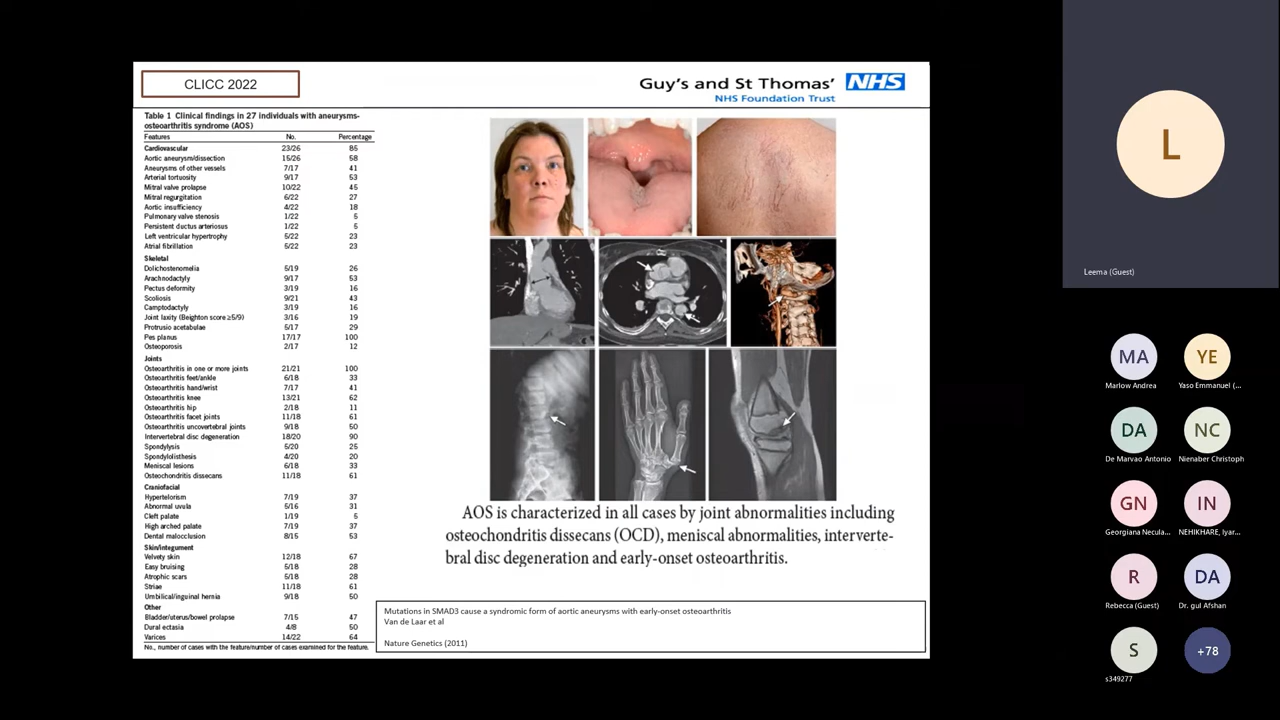 CLICC 2022
Guy's and St Thomas' NHS
NHS Foundation Trust
Table 1 Clinical findings in 27 individuals with aneurysms-
osteoarthritis syndrome (AOS)
Features No. Percentage
Cardiovascular 23/26 85
Aortic aneurysm/dissection 15/26 58
Aneurysms of other vessels 7/17 41
Arterial tortuosity 9/17 53
Mitral valve prolapse 10/22 45
Mitral regurgitation 6/22 27
Aortic insufficiency 4/22 18
Pulmonary valve stenosis 1/22 5
Persistent ductus arteriosus 1/22 5
Left ventricular hypertrophy 5/22 23
Atrial fibrillation 5/22 23
Skeletal
Dolichostenomelia 5/19 26
Arachnodactyly 9/17 53
Pectus deformity 3/19 16
Scoliosis 9/21 43
Camptodactyly 3/19 16
Joint laxity (Beighton score ≥5/9) 3/16 19
Protrusio acetabulae 5/17 29
Pes planus 17/17 100
Osteoporosis 2/17 12
Joints
Osteoarthritis in one or more joints 21/21 100
Osteoarthritis feet/ankle 6/18 33
Osteoarthritis hand/wrist 7/17 41
Osteoarthritis knee 13/21 62
Osteoarthritis hip 2/18 11
Osteoarthritis facet joints 11/18 61
Osteoarthritis uncovertebral joints 9/18 50
Intervertebral disc degeneration 18/20 90
Spondylysis 5/20 25
Spondylolisthesis 4/20 20
Meniscal lesions 6/18 33
Osteochondritis dissecans 11/18 61
Craniofacial
Hypertelorism 7/19 37
Abnormal uvula 5/16 31
Cleft palate 1/19 5
High arched palate 7/19 37
Dental malocclusion 8/15 53
Skin/integument
Velvety skin 12/18 67
Easy bruising 5/18 28
Atrophic scars 5/18 28
Striae 11/18 61
Umbilical/inguinal hernia 9/18 50
Other
Bladder/uterus/bowel prolapse 7/15 47
Dural ectasia 4/8 50
Varices 14/22 64
No., number of cases with the feature/number of cases examined for the feature.
AOS is characterized in all cases by joint abnormalities including
osteochondritis dissecans (OCD), meniscal abnormalities, interverte-
bral disc degeneration and early-onset osteoarthritis.
Mutations in SMAD3 cause a syndromic form of aortic aneurysms with early-onset osteoarthritis
Van de Laar et al
Nature Genetics (2011)
L
Leema (Guest)
MA YE
Marlow Andrea Yaso Emmanuel (...
DA NC
De Marvao Antonio Nienaber Christoph
GN IN
Georgiana Necula... NEHIKHARE, Iyar...
R DA
Rebecca (Guest) Dr. gul Afshan
S +78
s349277